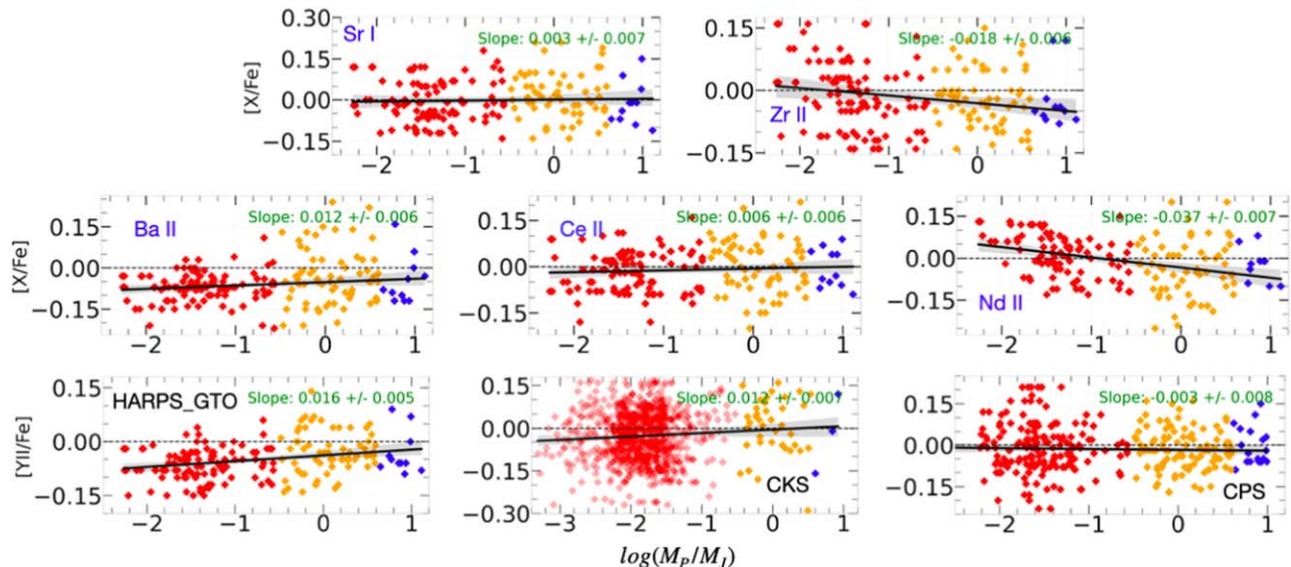 Sr I
Slope: 0.003 +/- 0.007
[X/Fe]
0.30
0.15
0.00
−0.15
−2 −1 0 1
Zr II
Slope: -0.018 +/- 0.006
0.15
0.00
−0.15
−2 −1 0 1
Ba II
Slope: 0.012 +/- 0.006
[X/Fe]
0.15
0.00
−0.15
−2 −1 0 1
Ce II
Slope: 0.006 +/- 0.006
0.15
0.00
−0.15
−2 −1 0 1
Nd II
Slope: -0.037 +/- 0.007
0.15
0.00
−0.15
−2 −1 0 1
HARPS_GTO
Slope: 0.016 +/- 0.005
[YII/Fe]
0.15
0.00
−0.15
−2 −1 0 1
CKS
Slope: 0.012 +/- 0.007
0.15
0.00
−0.15
−0.30
−3 −2 −1 0 1
CPS
Slope: -0.003 +/- 0.008
0.15
0.00
−0.15
−2 −1 0 1
log(M_P/M_J)